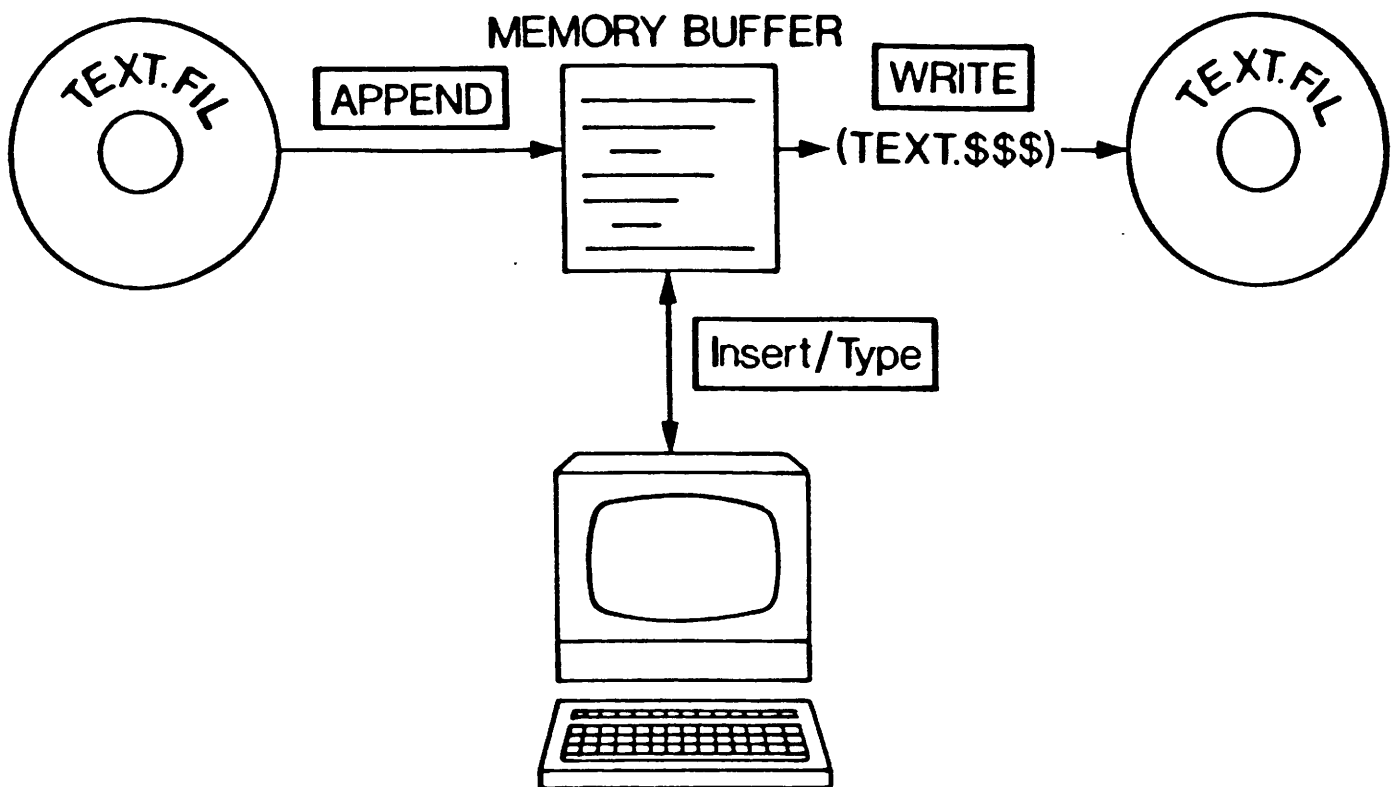 MEMORY BUFFER
TEXT.FIL
APPEND
WRITE
TEXT.FIL
(TEXT.$$$)
Insert/Type